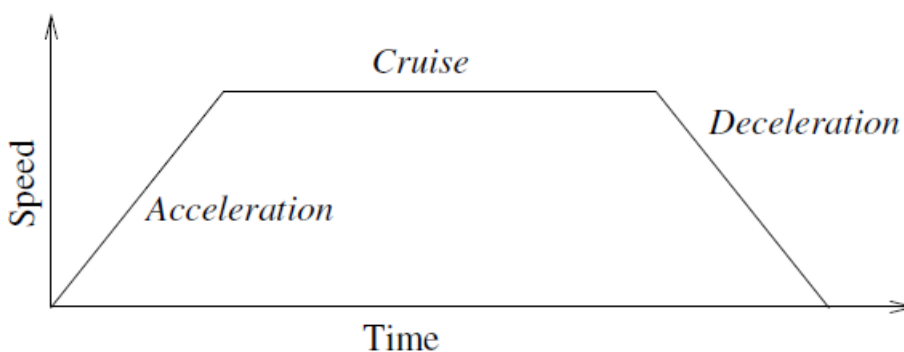 Cruise
Deceleration
Acceleration
Speed
Time